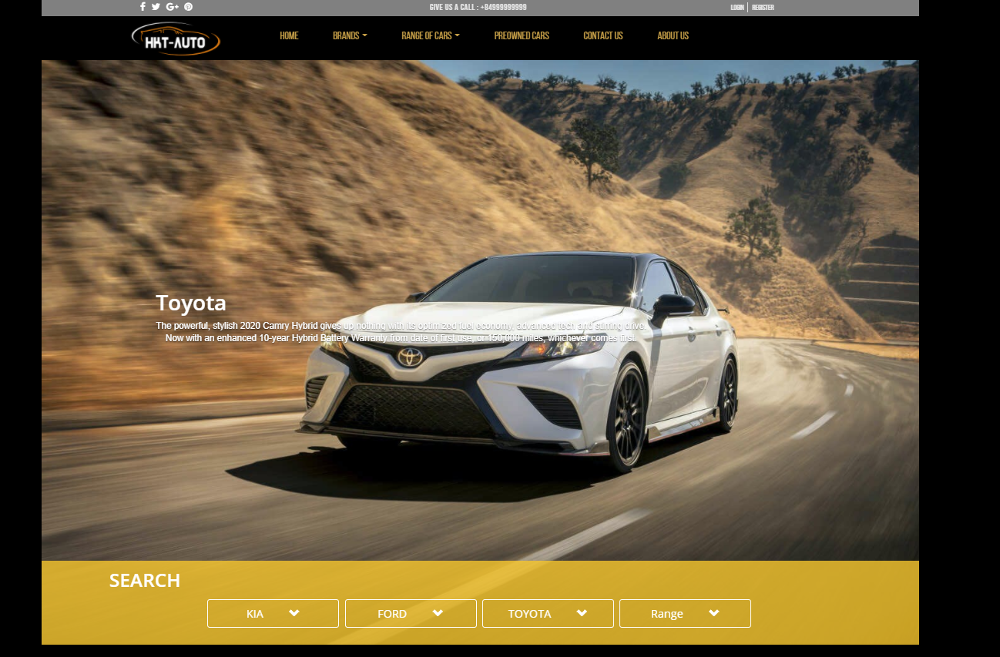 GIVE US A CALL : +84999999999
LOGIN
REGISTER
HKT-AUTO
HOME
BRANDS
RANGE OF CARS
PREOWNED CARS
CONTACT US
ABOUT US
Toyota
The powerful, stylish 2020 Camry Hybrid gives up nothing with its optimized fuel economy, advanced tech and stirring drive.
Now with an enhanced 10-year Hybrid Battery Warranty from date of first use, or 150,000 miles, whichever comes first.
SEARCH
KIA
FORD
TOYOTA
Range